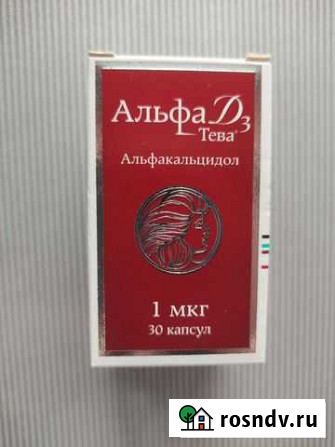 Альфа D₃
Тева®
Альфакальцидол
1 мкг
30 капсул
rosndv.ru